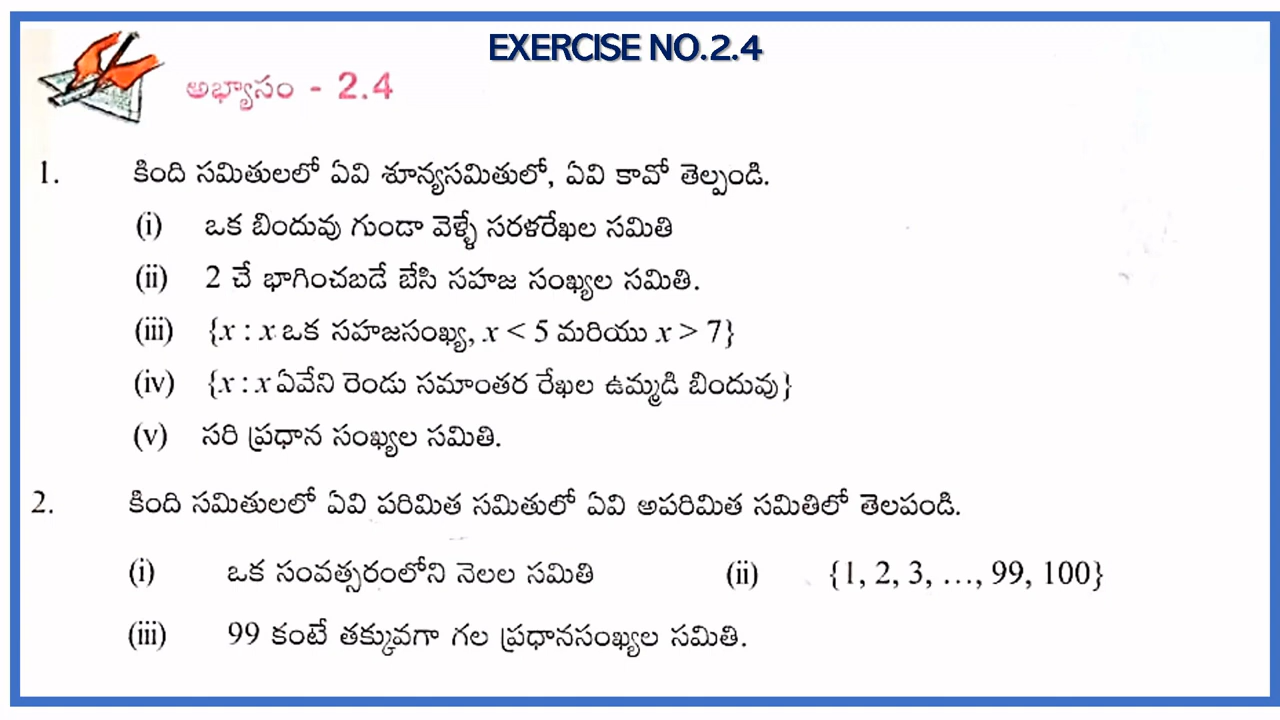 EXERCISE NO.2.4
అభ్యాసం - 2.4
1. కింది సమితులలో ఏవి శూన్యసమితులో, ఏవి కావో తెల్పండి.
(i) ఒక బిందువు గుండా వెళ్ళే సరళరేఖల సమితి
(ii) 2 చే భాగించబడే బేసి సహజ సంఖ్యల సమితి.
(iii) {x : x ఒక సహజసంఖ్య, x < 5 మరియు x > 7}
(iv) {x : x ఏవేని రెండు సమాంతర రేఖల ఉమ్మడి బిందువు}
(v) సరి ప్రధాన సంఖ్యల సమితి.
2. కింది సమితులలో ఏవి పరిమిత సమితులో ఏవి అపరిమిత సమితిలో తెలపండి.
(i) ఒక సంవత్సరంలోని నెలల సమితి (ii) {1, 2, 3, …, 99, 100}
(iii) 99 కంటే తక్కువగా గల ప్రధానసంఖ్యల సమితి.